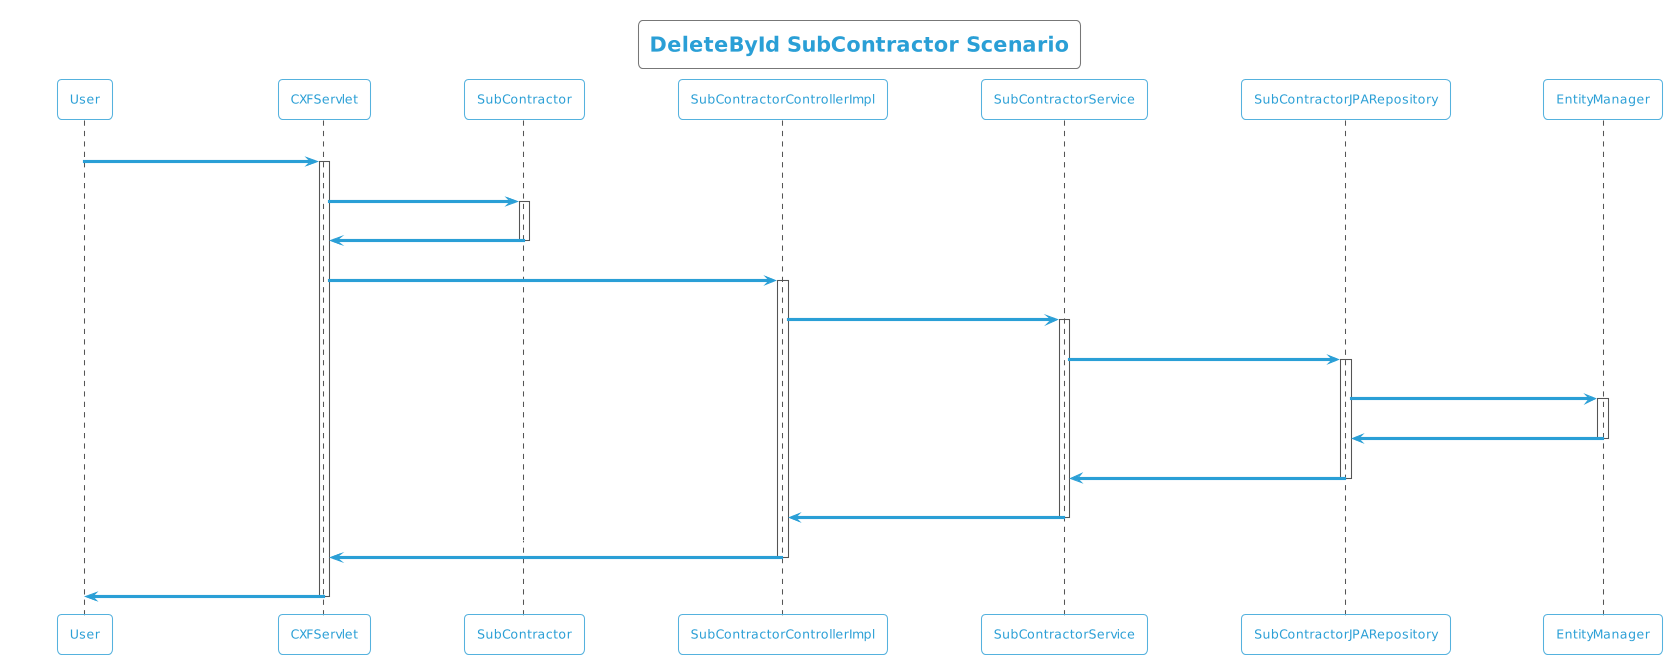 DeleteById SubContractor Scenario
User
CXFServlet
SubContractor
SubContractorControllerImpl
SubContractorService
SubContractorJPARepository
EntityManager
User
CXFServlet
SubContractor
SubContractorControllerImpl
SubContractorService
SubContractorJPARepository
EntityManager